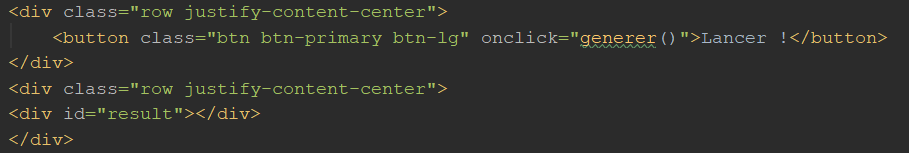 <div class="row justify-content-center">
    <button class="btn btn-primary btn-lg" onclick="generer()">Lancer !</button>
</div>
<div class="row justify-content-center">
<div id="result"></div>
</div>